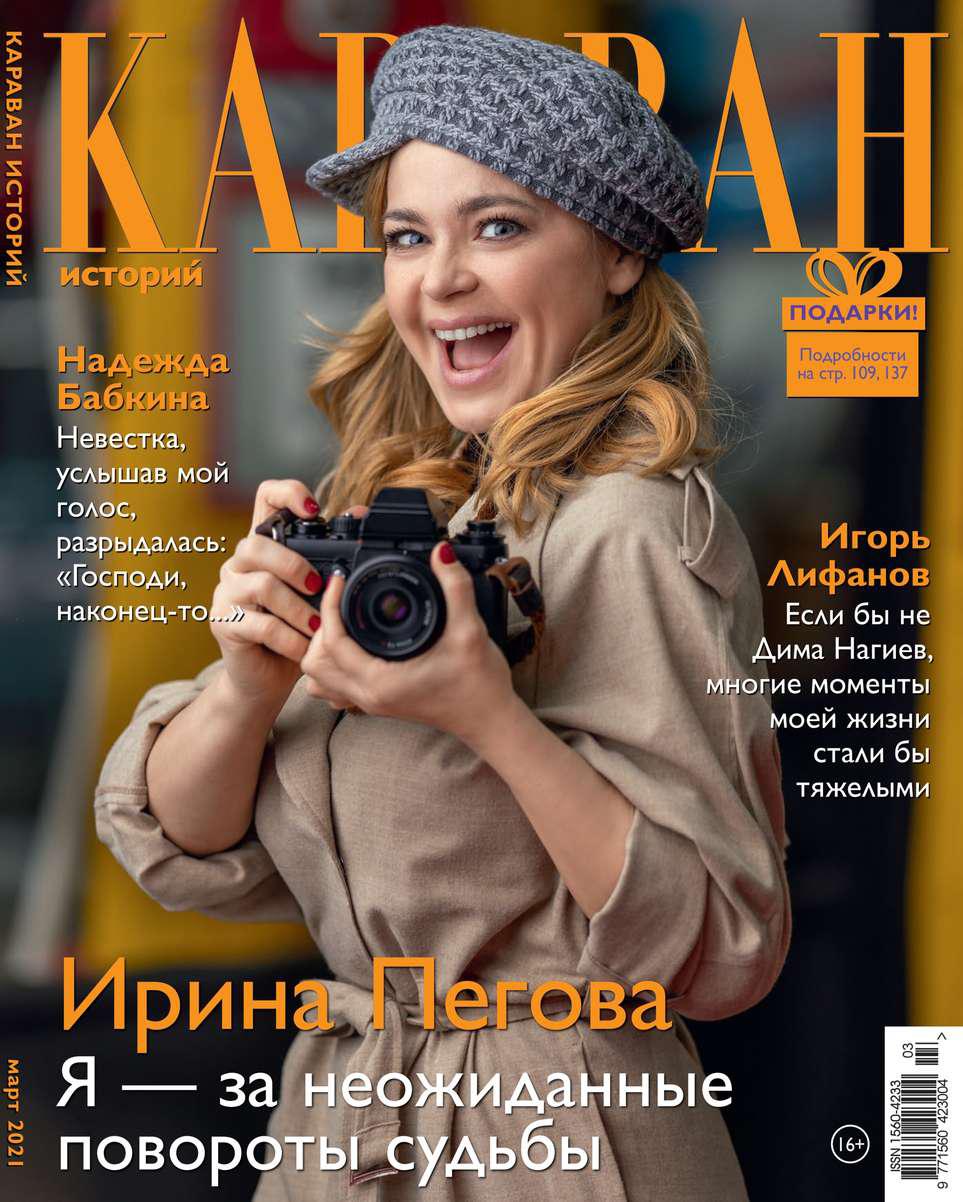 КАРАВАН
историй
КАРАВАН ИСТОРИЙ
ПОДАРКИ!
Подробности
на стр. 109, 137
Надежда
Бабкина
Невестка,
услышав мой
голос,
разрыдалась:
«Господи,
наконец-то...»
Игорь
Лифанов
Если бы не
Дима Нагиев,
многие моменты
моей жизни
стали бы
тяжелыми
Ирина Пегова
Я — за неожиданные
повороты судьбы
март 2021
16+
ISSN 1560-4233
03
9 771560 423004 >